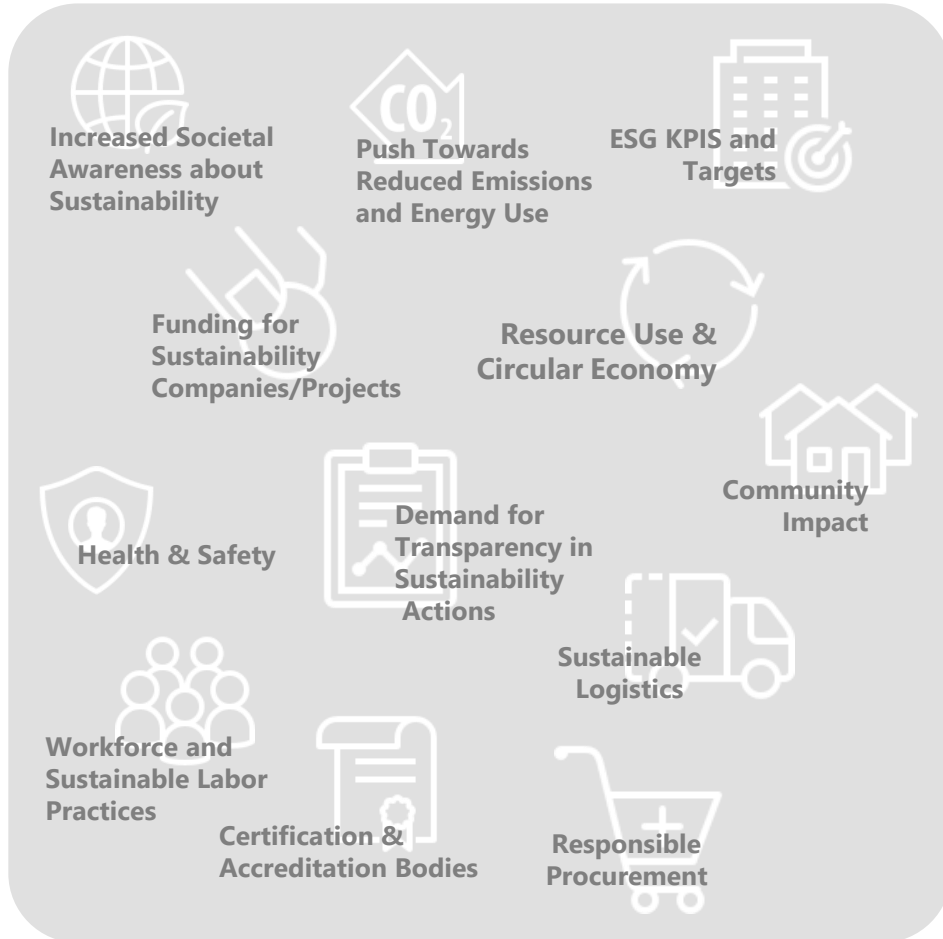 Increased Societal
Awareness about
Sustainability
CO2
Push Towards
Reduced Emissions
and Energy Use
ESG KPIS and
Targets
Funding for
Sustainability
Companies/Projects
Resource Use &
Circular Economy
Community
Impact
Health & Safety
Demand for
Transparency in
Sustainability
Actions
Sustainable
Logistics
Workforce and
Sustainable Labor
Practices
Certification &
Accreditation Bodies
Responsible
Procurement